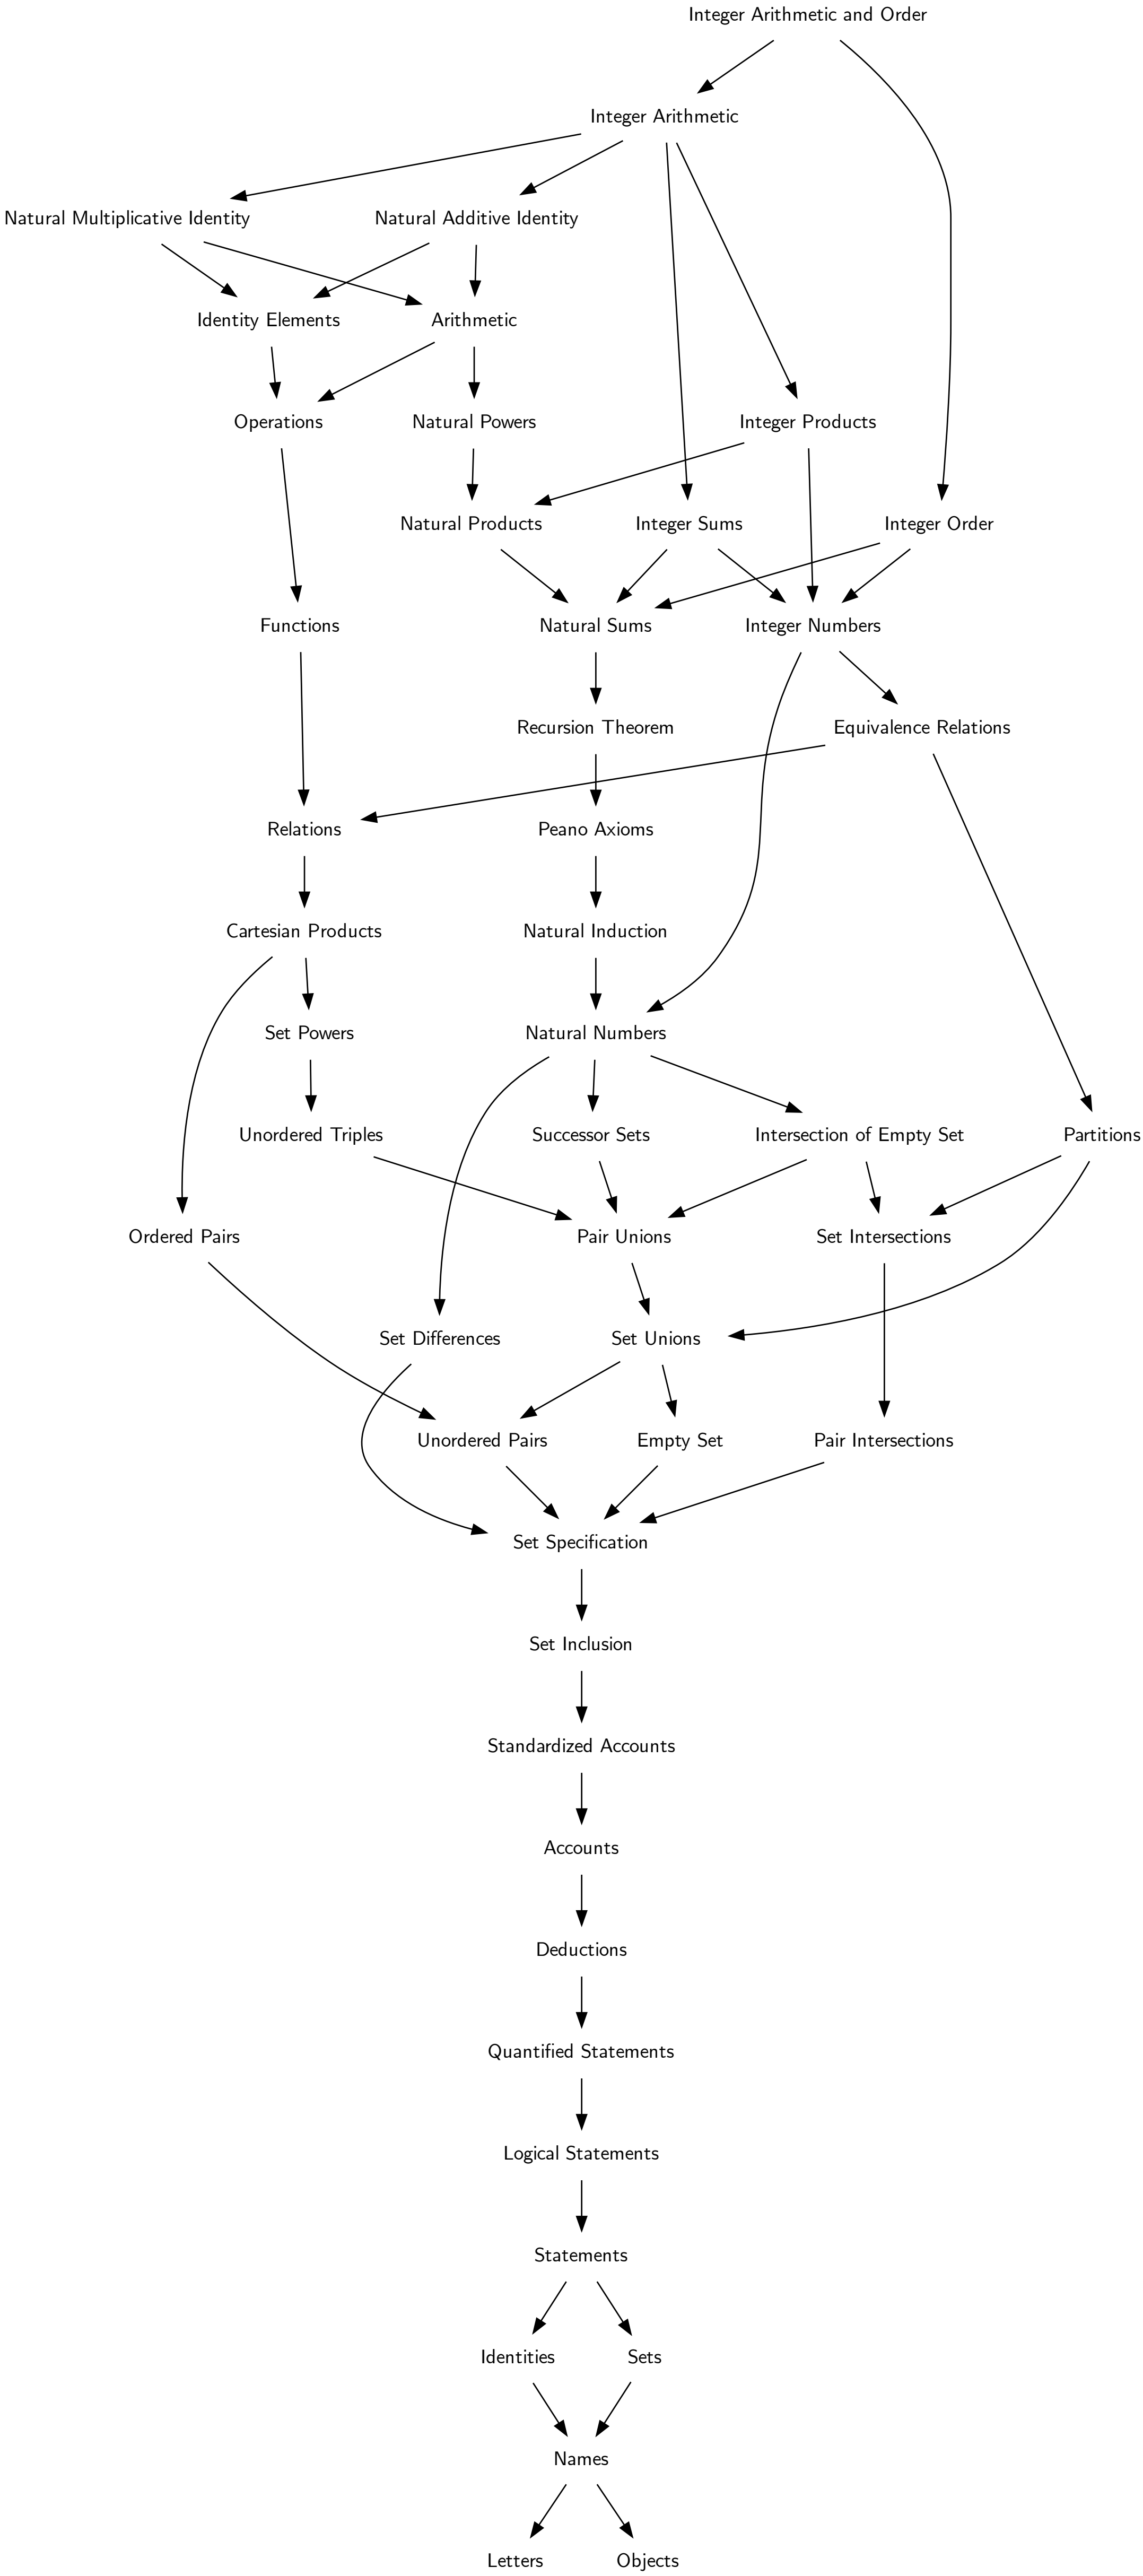 Integer Arithmetic and Order
Integer Arithmetic
Natural Multiplicative Identity
Natural Additive Identity
Identity Elements
Arithmetic
Operations
Natural Powers
Integer Products
Natural Products
Integer Sums
Integer Order
Functions
Natural Sums
Integer Numbers
Recursion Theorem
Equivalence Relations
Relations
Peano Axioms
Cartesian Products
Natural Induction
Set Powers
Natural Numbers
Unordered Triples
Successor Sets
Intersection of Empty Set
Partitions
Ordered Pairs
Pair Unions
Set Intersections
Set Differences
Set Unions
Unordered Pairs
Empty Set
Pair Intersections
Set Specification
Set Inclusion
Standardized Accounts
Accounts
Deductions
Quantified Statements
Logical Statements
Statements
Identities
Sets
Names
Letters
Objects